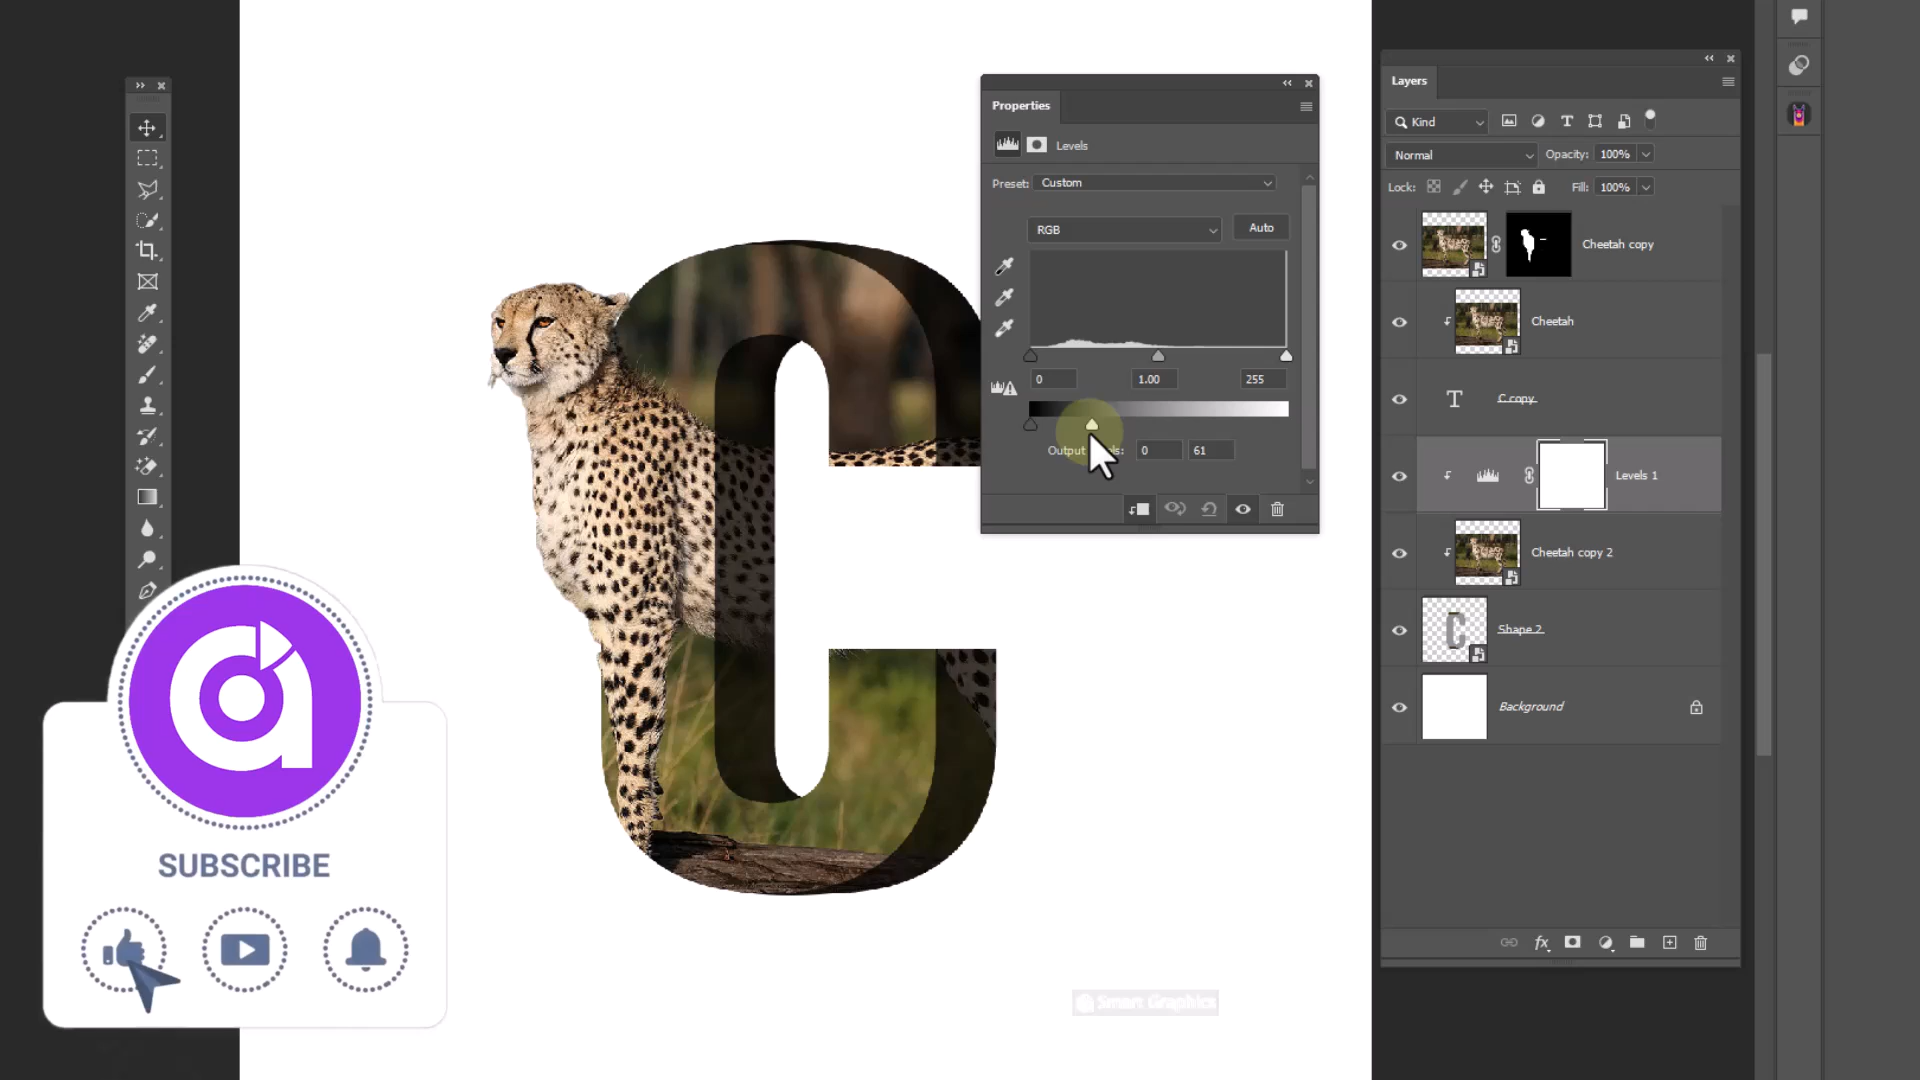 Properties
Levels
Preset: Custom
RGB
Auto
0
1.00
255
Output
s:
0
61
Layers
Kind
Normal
Opacity: 100%
Lock:
Fill: 100%
Cheetah copy
Cheetah
C copy
Levels 1
Cheetah copy 2
Shape 2
Background
fx
SUBSCRIBE
Smart Graphics